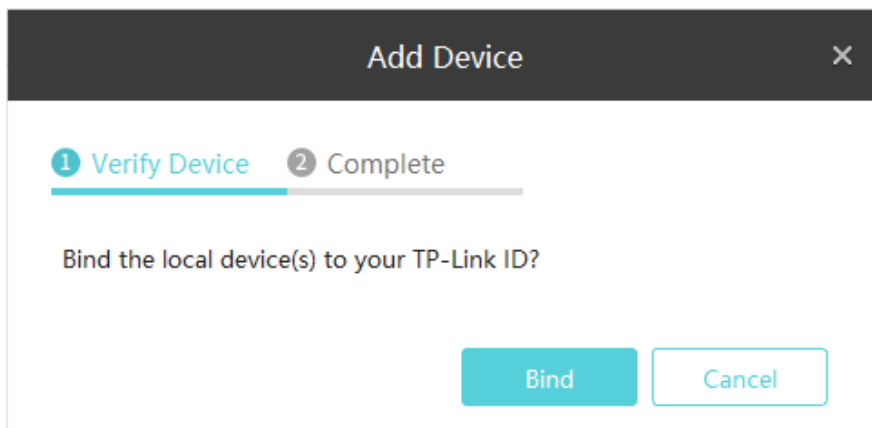 Add Device
1 Verify Device 2 Complete
Bind the local device(s) to your TP-Link ID?
Bind Cancel